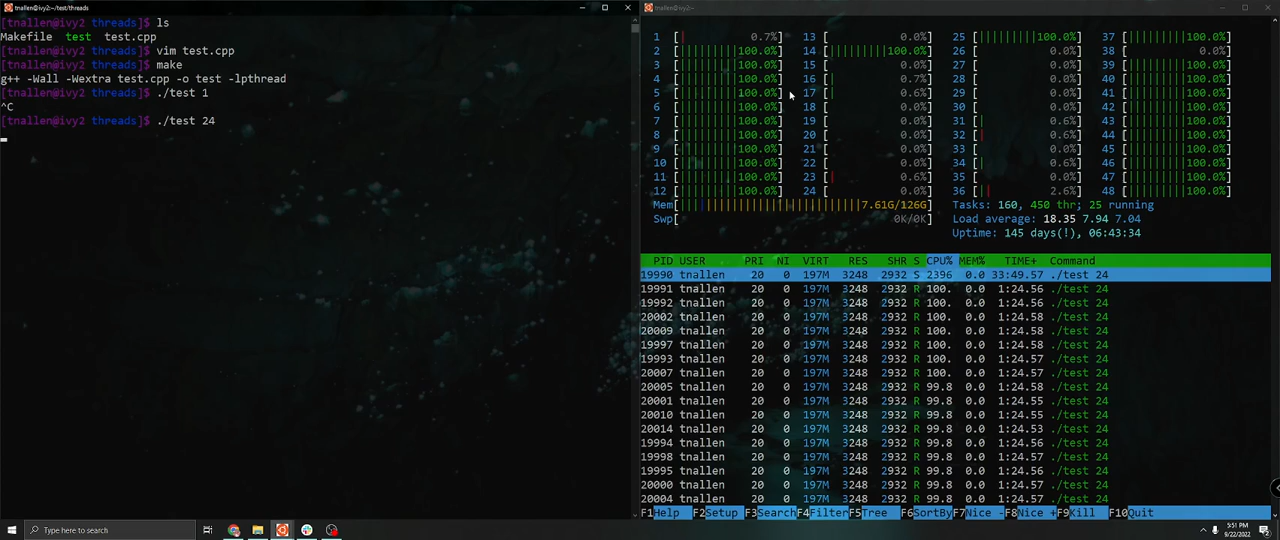 tnallen@ivy2:~/test/threads
[tnallen@ivy2 threads]$ ls
Makefile test test.cpp
[tnallen@ivy2 threads]$ vim test.cpp
[tnallen@ivy2 threads]$ make
g++ -Wall -Wextra test.cpp -o test -lpthread
[tnallen@ivy2 threads]$ ./test 1
^C
[tnallen@ivy2 threads]$ ./test 24
tnallen@ivy2:~
1 [ 0.7%] 13 [ 0.0%] 25 [100.0%] 37 [100.0%]
2 [100.0%] 14 [100.0%] 26 [ 0.0%] 38 [ 0.0%]
3 [100.0%] 15 [ 0.0%] 27 [ 0.0%] 39 [100.0%]
4 [100.0%] 16 [ 0.7%] 28 [ 0.0%] 40 [100.0%]
5 [100.0%] 17 [ 0.6%] 29 [ 0.0%] 41 [100.0%]
6 [100.0%] 18 [ 0.0%] 30 [ 0.0%] 42 [100.0%]
7 [100.0%] 19 [ 0.0%] 31 [ 0.6%] 43 [100.0%]
8 [100.0%] 20 [ 0.0%] 32 [ 0.6%] 44 [100.0%]
9 [100.0%] 21 [ 0.0%] 33 [ 0.0%] 45 [100.0%]
10 [100.0%] 22 [ 0.0%] 34 [ 0.6%] 46 [100.0%]
11 [100.0%] 23 [ 0.6%] 35 [ 0.0%] 47 [100.0%]
12 [100.0%] 24 [ 0.0%] 36 [ 2.6%] 48 [100.0%]
Mem[7.61G/126G] Tasks: 160, 450 thr; 25 running
Swp[0K/0K] Load average: 18.35 7.94 7.04
Uptime: 145 days(!), 06:43:34
PID USER PRI NI VIRT RES SHR S CPU% MEM% TIME+ Command
19990 tnallen 20 0 197M 3248 2932 S 2396 0.0 33:49.57 ./test 24
19991 tnallen 20 0 197M 3248 2932 R 100. 0.0 1:24.56 ./test 24
19992 tnallen 20 0 197M 3248 2932 R 100. 0.0 1:24.56 ./test 24
20002 tnallen 20 0 197M 3248 2932 R 100. 0.0 1:24.58 ./test 24
20009 tnallen 20 0 197M 3248 2932 R 100. 0.0 1:24.56 ./test 24
19997 tnallen 20 0 197M 3248 2932 R 100. 0.0 1:24.58 ./test 24
19993 tnallen 20 0 197M 3248 2932 R 100. 0.0 1:24.57 ./test 24
20007 tnallen 20 0 197M 3248 2932 R 100. 0.0 1:24.57 ./test 24
20005 tnallen 20 0 197M 3248 2932 R 99.8 0.0 1:24.58 ./test 24
20001 tnallen 20 0 197M 3248 2932 R 99.8 0.0 1:24.55 ./test 24
20010 tnallen 20 0 197M 3248 2932 R 99.8 0.0 1:24.55 ./test 24
20014 tnallen 20 0 197M 3248 2932 R 99.8 0.0 1:24.53 ./test 24
19994 tnallen 20 0 197M 3248 2932 R 99.8 0.0 1:24.56 ./test 24
19998 tnallen 20 0 197M 3248 2932 R 99.8 0.0 1:24.57 ./test 24
19995 tnallen 20 0 197M 3248 2932 R 99.8 0.0 1:24.56 ./test 24
20000 tnallen 20 0 197M 3248 2932 R 99.8 0.0 1:24.56 ./test 24
20004 tnallen 20 0 197M 3248 2932 R 99.8 0.0 1:24.56 ./test 24
F1Help F2Setup F3Search F4Filter F5Tree F6SortBy F7Nice - F8Nice + F9Kill F10Quit
Type here to search
5:51 PM
9/22/2022